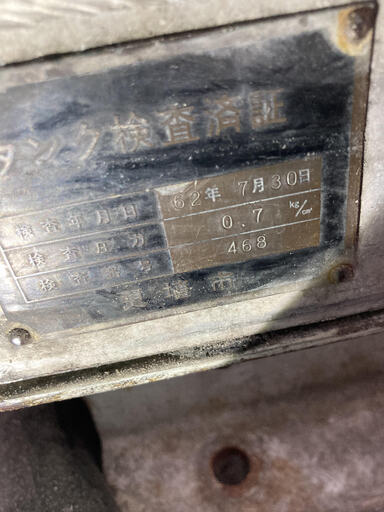 タンク検査済証
検査年月日 62年 7月30日
検査圧力 0.7 kg/cm²
検査番号 468